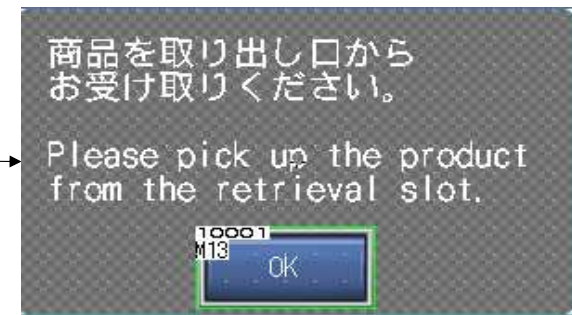 商品を取り出し口から
お受け取りください。
Please pick up the product
from the retrieval slot.
10001
M13
OK